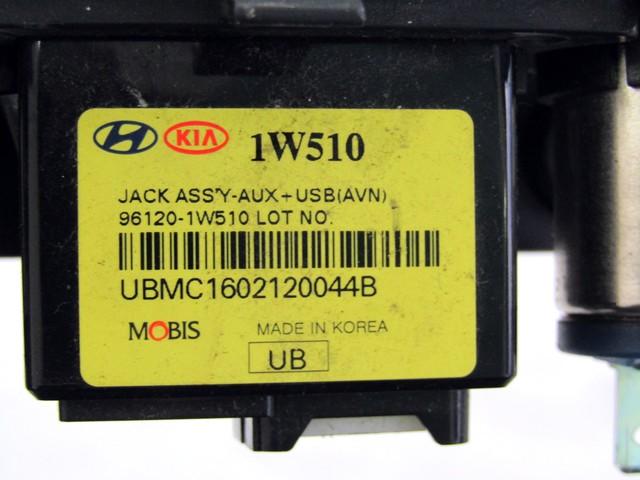 KIA 1W510
JACK ASS'Y-AUX+USB(AVN)
96120-1W510 LOT NO.
UBMC1602120044B
MOBIS MADE IN KOREA
UB